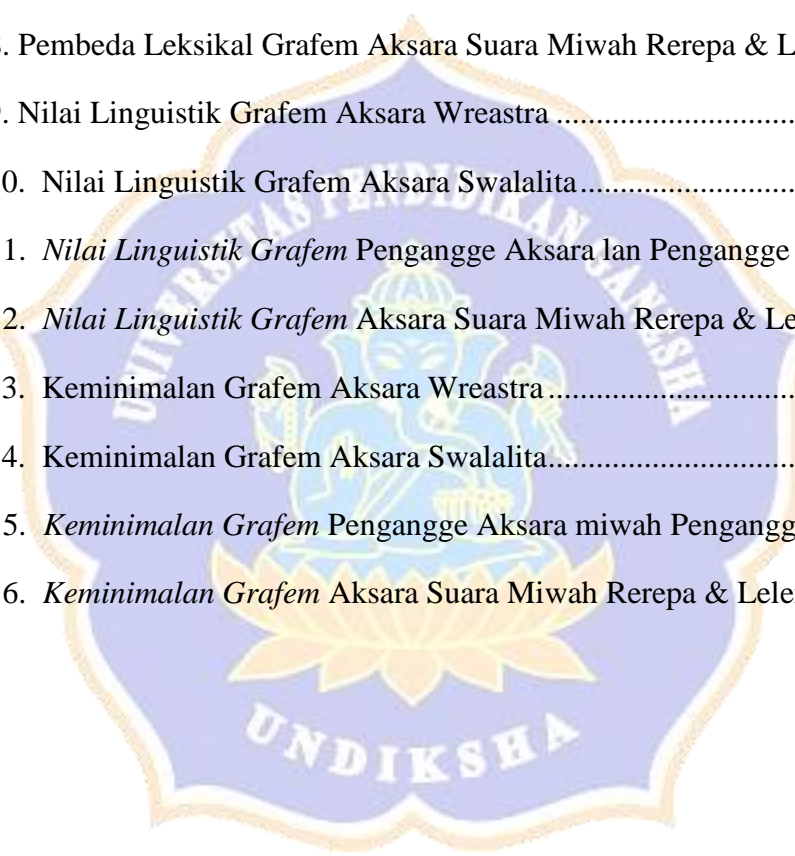 . Pembeda Leksikal Grafem Aksara Suara Miwah Rerepa & L
. Nilai Linguistik Grafem Aksara Wreastra ..............................
0. Nilai Linguistik Grafem Aksara Swalalita...........................
1. Nilai Linguistik Grafem Pengangge Aksara lan Pengangge
2. Nilai Linguistik Grafem Aksara Suara Miwah Rerepa & Le
3. Keminimalan Grafem Aksara Wreastra ...............................
4. Keminimalan Grafem Aksara Swalalita...............................
5. Keminimalan Grafem Pengangge Aksara miwah Pengangg
6. Keminimalan Grafem Aksara Suara Miwah Rerepa & Lele
UNIVERSITAS PENDIDIKAN GANESHA
UNDIKSHA